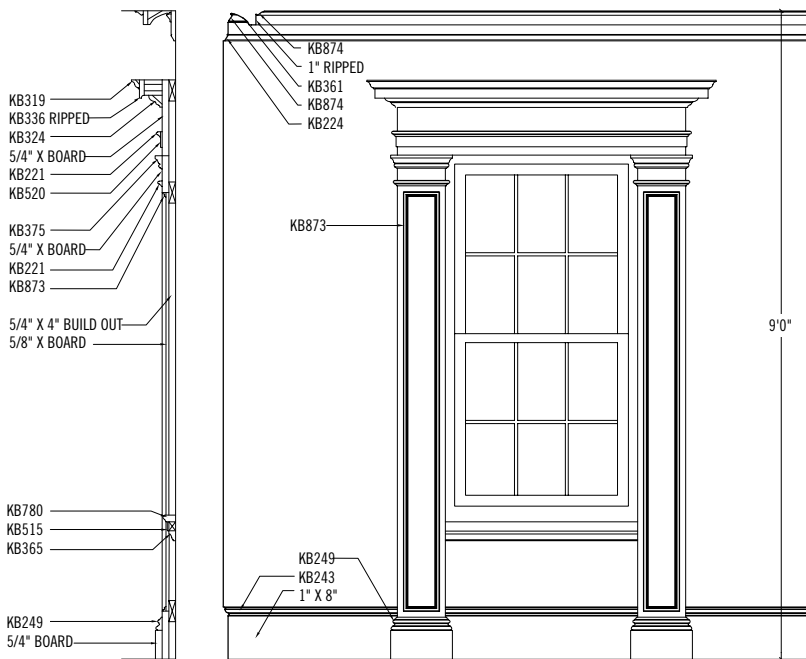 KB319
KB336 RIPPED
KB324
5/4" X BOARD
KB221
KB520
KB375
5/4" X BOARD
KB221
KB873
5/4" X 4" BUILD OUT
5/8" X BOARD
KB780
KB515
KB365
KB249
5/4" BOARD
KB874
1" RIPPED
KB361
KB874
KB224
KB873
9'0"
KB249
KB243
1" X 8"